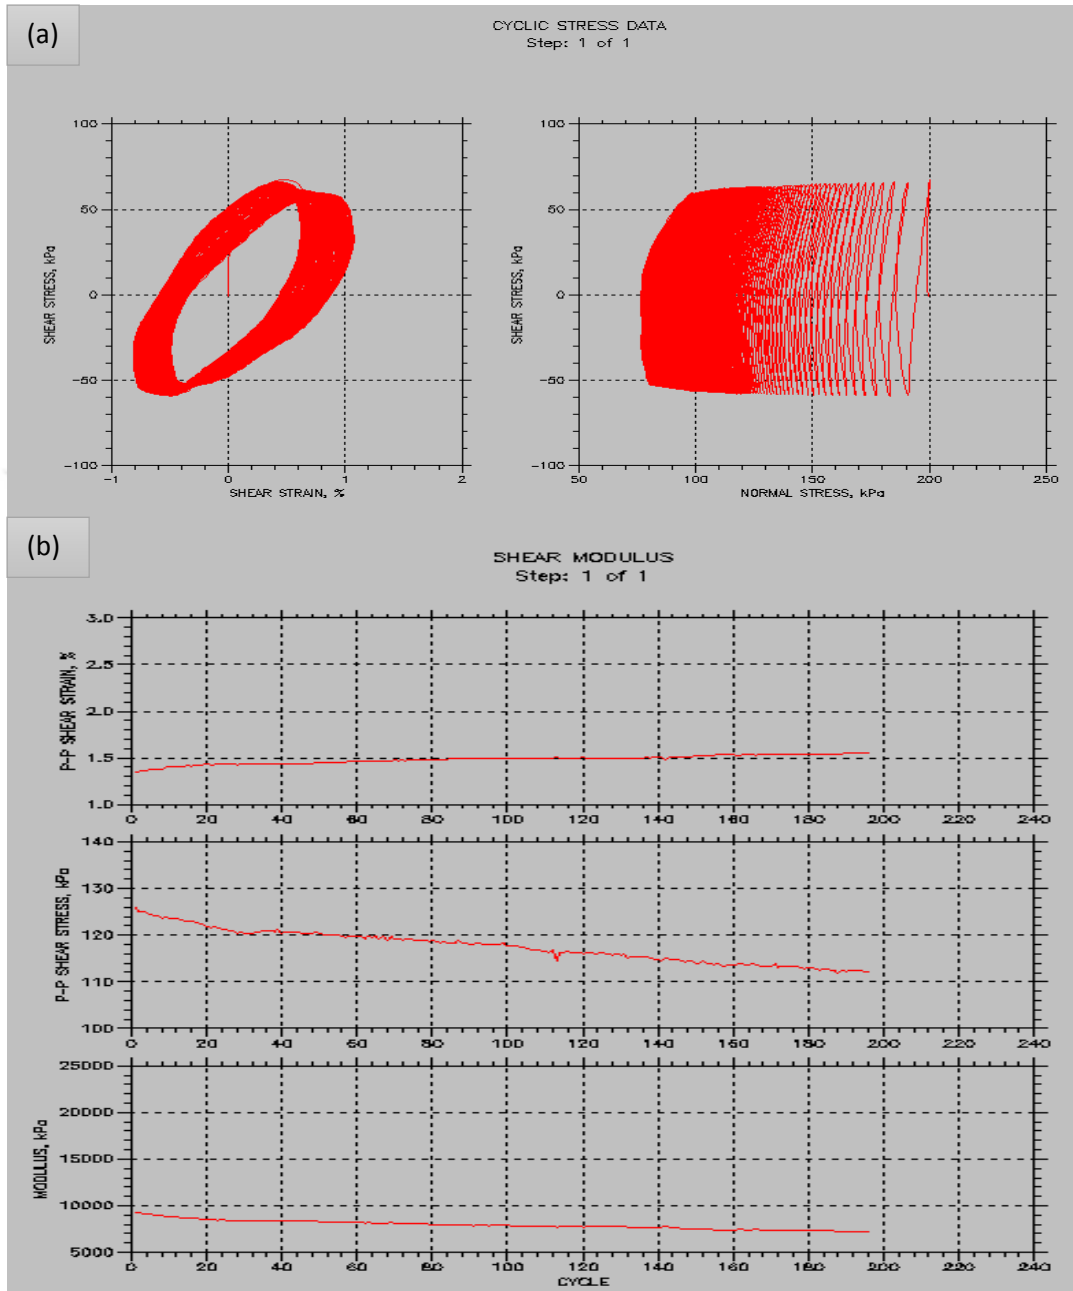 (a)
CYCLIC STRESS DATA
Step: 1 of 1
100
50
0
-50
-100
SHEAR STRESS, kPa
-1 0 1 2
SHEAR STRAIN, %
100
50
0
-50
-100
SHEAR STRESS, kPa
50 100 150 200 250
NORMAL STRESS, kPa
(b)
SHEAR MODULUS
Step: 1 of 1
3.0
2.5
2.0
1.5
1.0
P-P SHEAR STRAIN, %
0 20 40 60 80 100 120 140 160 180 200 220 240
140
130
120
110
100
P-P SHEAR STRESS, kPa
0 20 40 60 80 100 120 140 160 180 200 220 240
25000
20000
15000
10000
5000
MODULUS, kPa
0 20 40 60 80 100 120 140 160 180 200 220 240
CYCLE